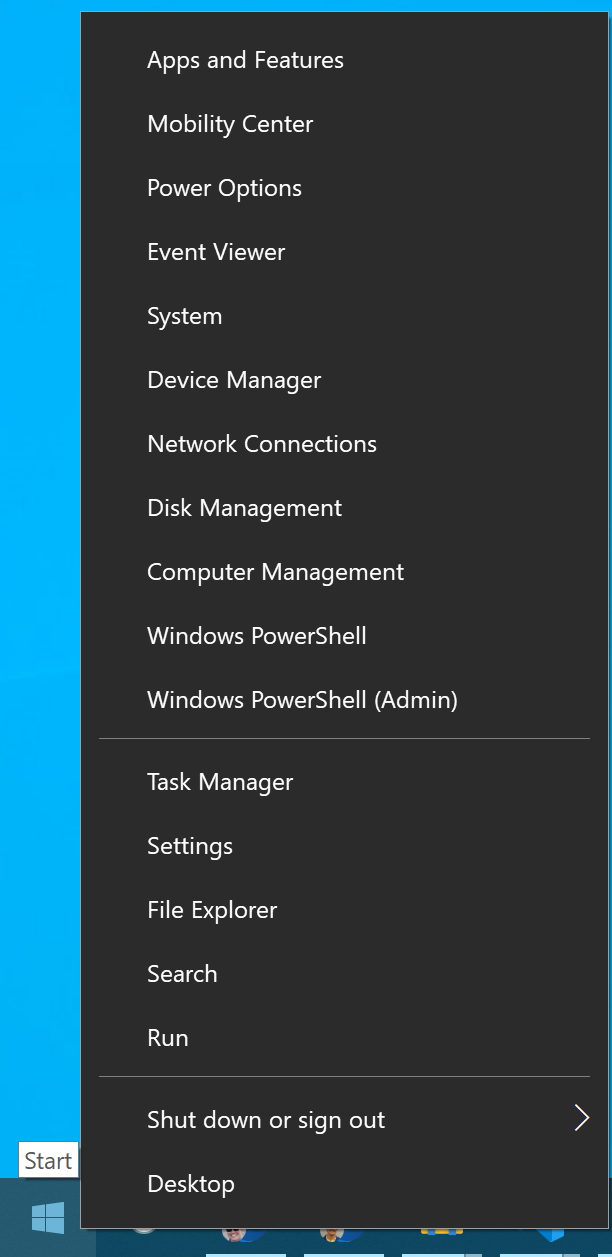 Apps and Features
Mobility Center
Power Options
Event Viewer
System
Device Manager
Network Connections
Disk Management
Computer Management
Windows PowerShell
Windows PowerShell (Admin)
Task Manager
Settings
File Explorer
Search
Run
Shut down or sign out
Desktop
Start